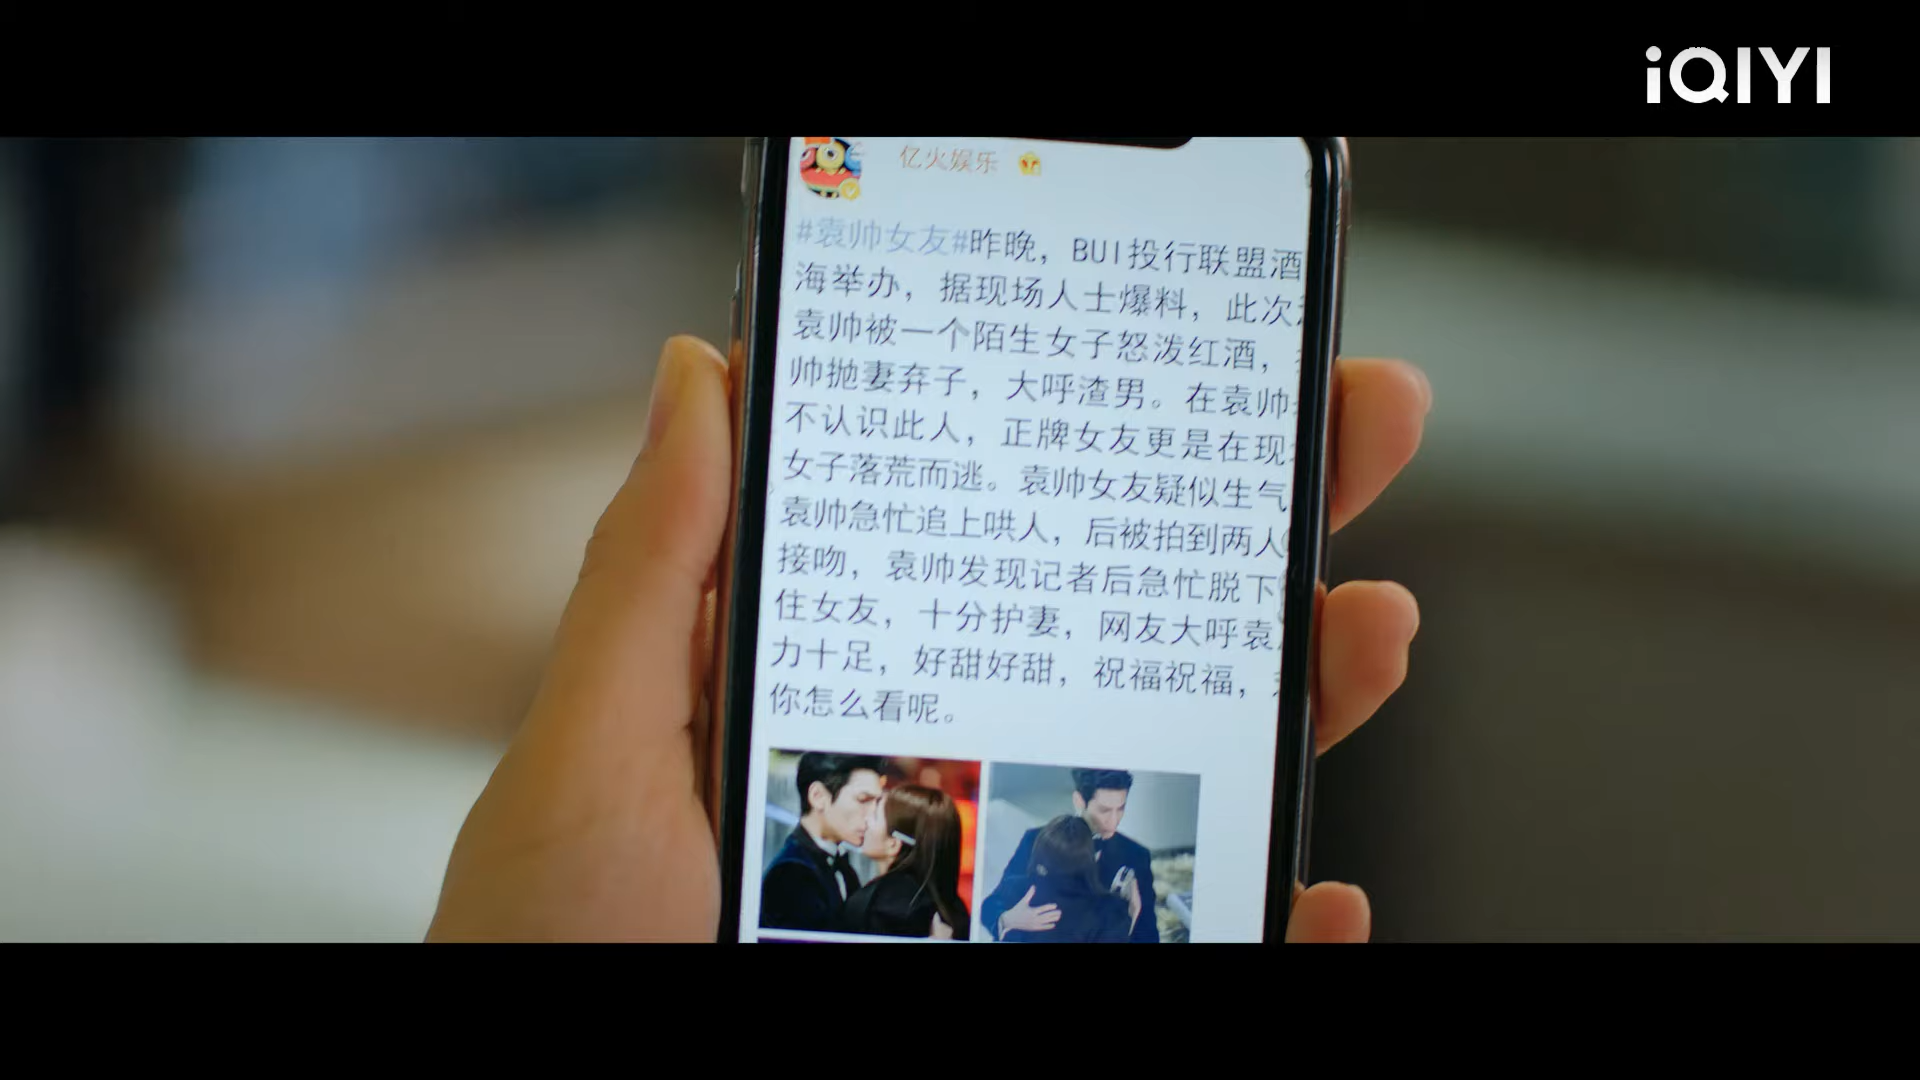 iQIYI
亿火娱乐
#袁帅女友#昨晚，BUI投行联盟酒
海举办，据现场人士爆料，此次
袁帅被一个陌生女子怒泼红酒，
帅抛妻弃子，大呼渣男。在袁帅
不认识此人，正牌女友更是在现
女子落荒而逃。袁帅女友疑似生气
袁帅急忙追上哄人，后被拍到两人
接吻，袁帅发现记者后急忙脱下
住女友，十分护妻，网友大呼袁
力十足，好甜好甜，祝福祝福，
你怎么看呢。